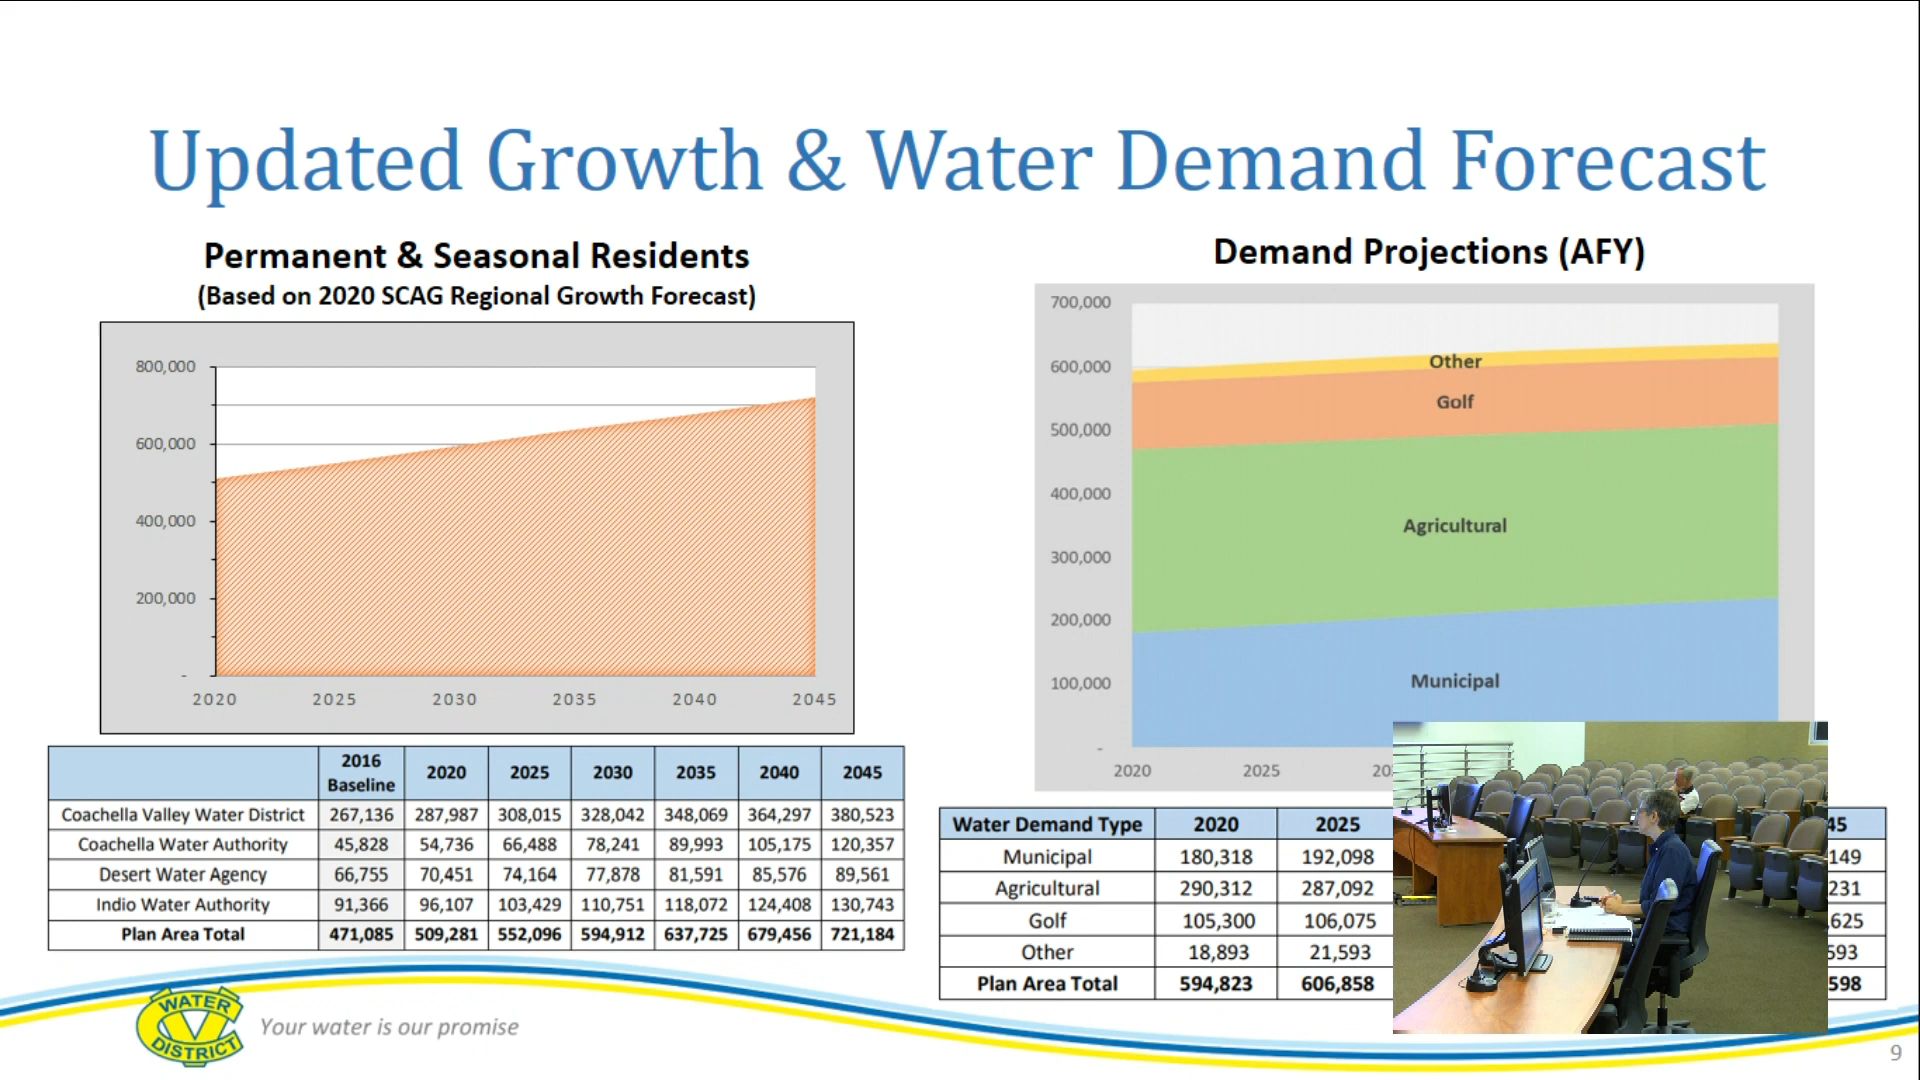 Updated Growth & Water Demand Forecast
Permanent & Seasonal Residents
(Based on 2020 SCAG Regional Growth Forecast)
800,000
600,000
400,000
200,000
-
2020 2025 2030 2035 2040 2045
2016 Baseline 2020 2025 2030 2035 2040 2045
Coachella Valley Water District 267,136 287,987 308,015 328,042 348,069 364,297 380,523
Coachella Water Authority 45,828 54,736 66,488 78,241 89,993 105,175 120,357
Desert Water Agency 66,755 70,451 74,164 77,878 81,591 85,576 89,561
Indio Water Authority 91,366 96,107 103,429 110,751 118,072 124,408 130,743
Plan Area Total 471,085 509,281 552,096 594,912 637,725 679,456 721,184
Demand Projections (AFY)
700,000
600,000
500,000
400,000
300,000
200,000
100,000
-
Other
Golf
Agricultural
Municipal
2020 2025 20
Water Demand Type 2020 2025 45
Municipal 180,318 192,098 149
Agricultural 290,312 287,092 231
Golf 105,300 106,075 ,625
Other 18,893 21,593 593
Plan Area Total 594,823 606,858 598
WATER
CV
DISTRICT
Your water is our promise
9